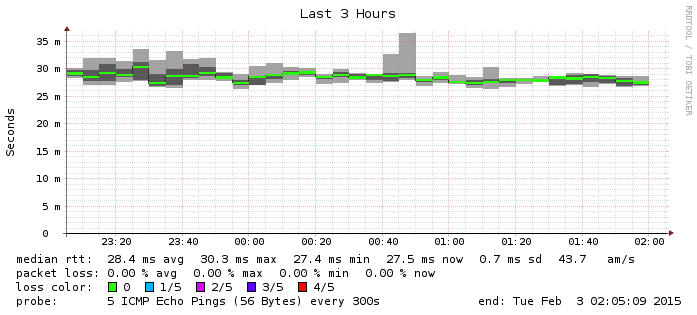 Last 3 Hours
RRDTOOL / TOBI OETIKER
Seconds
35 m
30 m
25 m
20 m
15 m
10 m
5 m
0
23:20 23:40 00:00 00:20 00:40 01:00 01:20 01:40 02:00
median rtt: 28.4 ms avg 30.3 ms max 27.4 ms min 27.5 ms now 0.7 ms sd 43.7 am/s
packet loss: 0.00 % avg 0.00 % max 0.00 % min 0.00 % now
loss color: 0 1/5 2/5 3/5 4/5
probe: 5 ICMP Echo Pings (56 Bytes) every 300s end: Tue Feb 3 02:05:09 2015